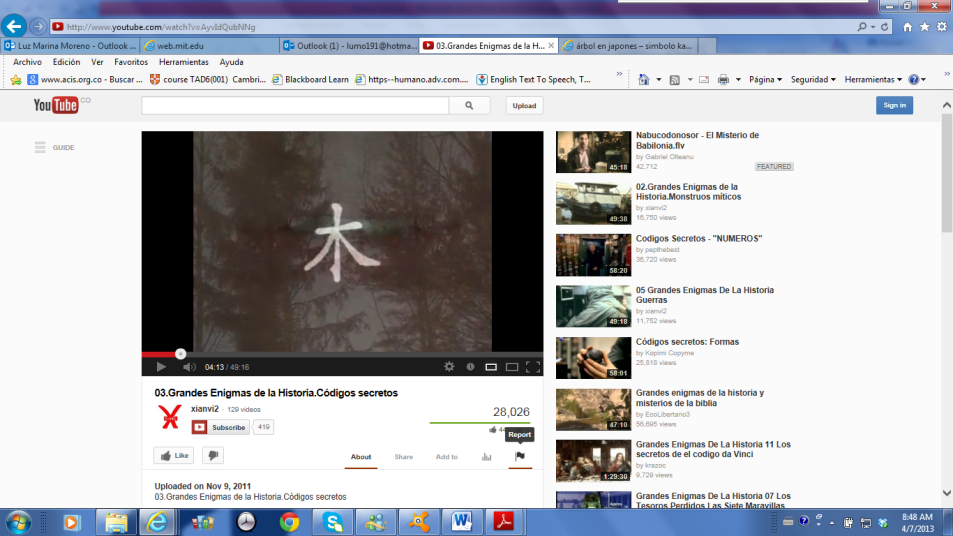 http://www.youtube.com/watch?v=AyvIdQubNNg
Luz Marina Moreno - Outlook ...
web.mit.edu
Outlook (1) - lumo191@hotma...
03.Grandes Enigmas de la H...
árbol en japones – simbolo ka...
Archivo Edición Ver Favoritos Herramientas Ayuda
www.acis.org.co - Buscar ...
course TAD6(001) Cambri...
Blackboard Learn
https--humano.adv.com....
English Text To Speech, T...
Página
Seguridad
Herramientas
YouTube CO
Upload
Sign in
GUIDE
木
04:13 / 49:16
03.Grandes Enigmas de la Historia.Códigos secretos
xianvi2 · 129 videos
Subscribe 419
28,026
Report
Like
About Share Add to
Uploaded on Nov 9, 2011
03.Grandes Enigmas de la Historia.Códigos secretos
Nabucodonosor - El Misterio de
Babilonia.flv
by Gabriel Olteanu
42,712
FEATURED
45:18
02.Grandes Enigmas de la
Historia.Monstruos míticos
by xianvi2
16,750 views
49:38
Codigos Secretos - "NUMEROS"
by papthebest
36,720 views
58:20
05 Grandes Enigmas De La Historia
Guerras
by xianvi2
11,752 views
49:18
Códigos secretos: Formas
by Kopimi Copyme
25,818 views
58:01
Grandes enigmas de la historia y
misterios de la biblia
by EcoLibertario3
56,695 views
47:10
Grandes Enigmas De La Historia 11 Los
secretos de el codigo da Vinci
by krazoc
9,729 views
1:29:30
Grandes Enigmas De La Historia 07 Los
Tesoros Perdidos Las Siete Maravillas
8:48 AM
4/7/2013